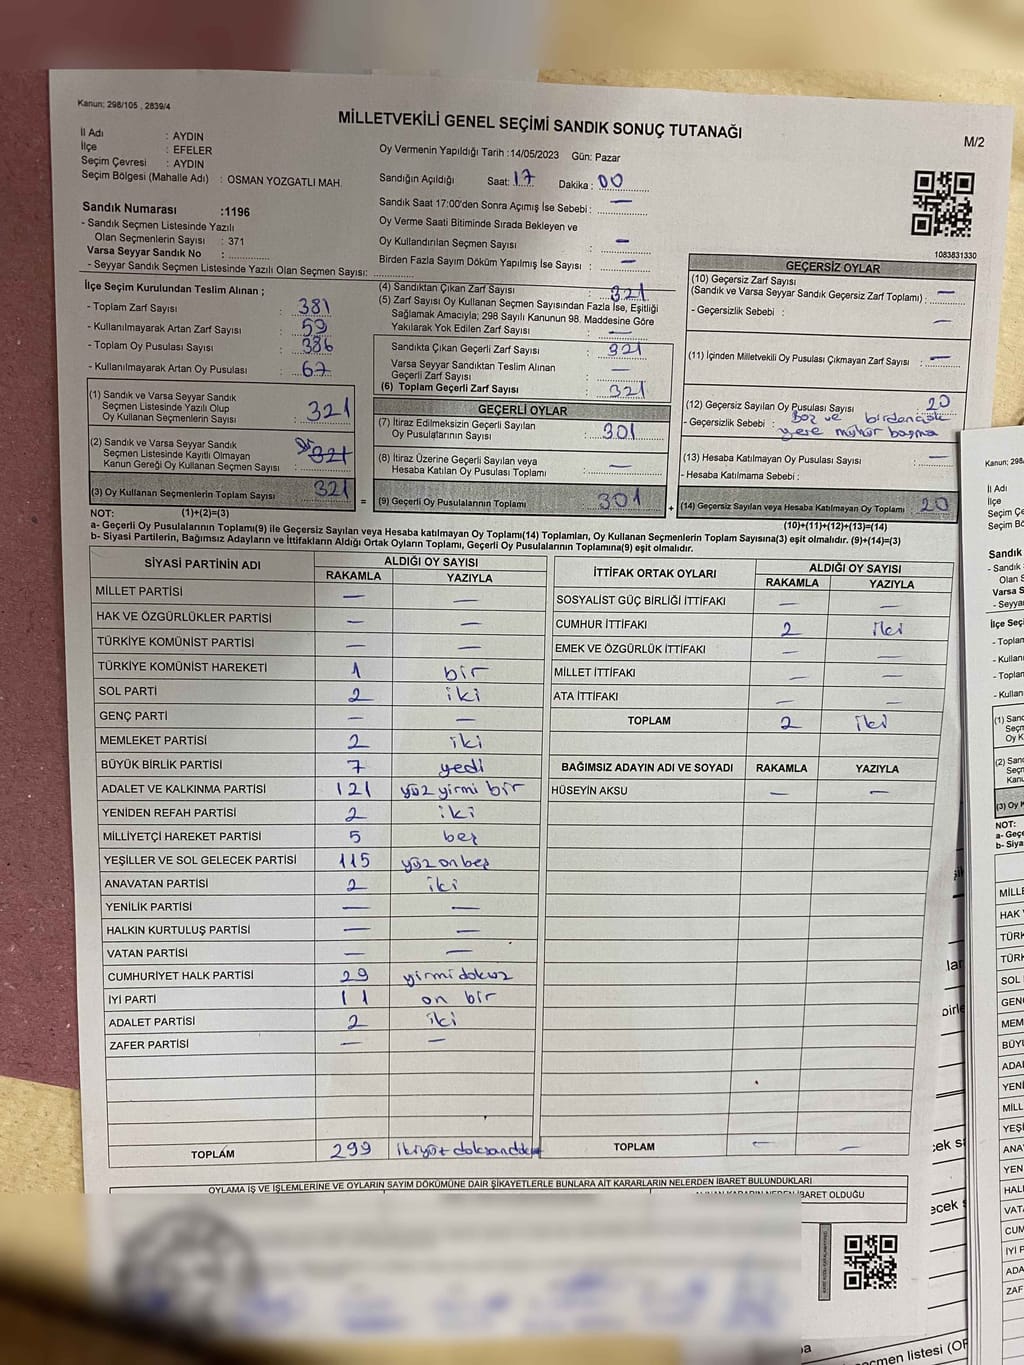 Kanun; 298/105 , 2839/4
MİLLETVEKİLİ GENEL SEÇİMİ SANDIK SONUÇ TUTANAĞI
M/2
İl Adı : AYDIN
İlçe : EFELER
Seçim Çevresi : AYDIN
Seçim Bölgesi (Mahalle Adı) : OSMAN YOZGATLI MAH.
Oy Vermenin Yapıldığı Tarih :14/05/2023 Gün: Pazar
Sandığın Açıldığı Saat: 17 Dakika : 00
Sandık Saat 17:00'den Sonra Açımış İse Sebebi : —
Oy Verme Saati Bitiminde Sırada Bekleyen ve
Oy Kullandırılan Seçmen Sayısı : —
Birden Fazla Sayım Döküm Yapılmış İse Sayısı : —
Sandık Numarası :1196
- Sandık Seçmen Listesinde Yazılı
Olan Seçmenlerin Sayısı : 371
Varsa Seyyar Sandık No :
- Seyyar Sandık Seçmen Listesinde Yazılı Olan Seçmen Sayısı:
1083831330
İlçe Seçim Kurulundan Teslim Alınan ;
- Toplam Zarf Sayısı : 381
- Kullanılmayarak Artan Zarf Sayısı : 59
- Toplam Oy Pusulası Sayısı : 386
- Kullanılmayarak Artan Oy Pusulası : 67
(1) Sandık ve Varsa Seyyar Sandık
Seçmen Listesinde Yazılı Olup
Oy Kullanan Seçmenlerin Sayısı : 321
(2) Sandık ve Varsa Seyyar Sandık
Seçmen Listesinde Kayıtlı Olmayan
Kanun Gereği Oy Kullanan Seçmen Sayısı : 321
(3) Oy Kullanan Seçmenlerin Toplam Sayısı 321
(4) Sandıktan Çıkan Zarf Sayısı : 321
(5) Zarf Sayısı Oy Kullanan Seçmen Sayısından Fazla İse, Eşitliği
Sağlamak Amacıyla; 298 Sayılı Kanunun 98. Maddesine Göre
Yakılarak Yok Edilen Zarf Sayısı : —
Sandıkta Çıkan Geçerli Zarf Sayısı : 321
Varsa Seyyar Sandıktan Teslim Alınan
Geçerli Zarf Sayısı : —
(6) Toplam Geçerli Zarf Sayısı : 321
GEÇERLİ OYLAR
(7) İtiraz Edilmeksizin Geçerli Sayılan
Oy Pusulalarının Sayısı : 301
(8) İtiraz Üzerine Geçerli Sayılan veya
Hesaba Katılan Oy Pusulası Toplamı : —
= (9) Geçerli Oy Pusulalarının Toplamı 301
GEÇERSİZ OYLAR
(10) Geçersiz Zarf Sayısı
(Sandık ve Varsa Seyyar Sandık Geçersiz Zarf Toplamı) : —
- Geçersizlik Sebebi : —
(11) İçinden Milletvekili Oy Pusulası Çıkmayan Zarf Sayısı : —
(12) Geçersiz Sayılan Oy Pusulası Sayısı : 20
- Geçersizlik Sebebi : Boş ve
yere mühür basma
(13) Hesaba Katılmayan Oy Pusulası Sayısı : —
- Hesaba Katılmama Sebebi :
+ (14) Geçersiz Sayılan veya Hesaba Katılmayan Oy Toplamı 20
NOT: (1)+(2)=(3)
(10)+(11)+(12)+(13)=(14)
a- Geçerli Oy Pusulalarının Toplamı(9) ile Geçersiz Sayılan veya Hesaba katılmayan Oy Toplamı(14) Toplamları, Oy Kullanan Seçmenlerin Toplam Sayısına(3) eşit olmalıdır. (9)+(14)=(3)
b- Siyasi Partilerin, Bağımsız Adayların ve İttifakların Aldığı Ortak Oyların Toplamı, Geçerli Oy Pusulalarının Toplamına(9) eşit olmalıdır.
SİYASİ PARTİNİN ADI ALDIĞI OY SAYISI
RAKAMLA YAZIYLA
MİLLET PARTİSİ — —
HAK VE ÖZGÜRLÜKLER PARTİSİ — —
TÜRKİYE KOMÜNİST PARTİSİ — —
TÜRKİYE KOMÜNİST HAREKETİ 1 bir
SOL PARTİ 2 iki
GENÇ PARTİ — —
MEMLEKET PARTİSİ 2 iki
BÜYÜK BİRLİK PARTİSİ 7 yedi
ADALET VE KALKINMA PARTİSİ 121 yüz yirmi bir
YENİDEN REFAH PARTİSİ 2 iki
MİLLİYETÇİ HAREKET PARTİSİ 5 beş
YEŞİLLER VE SOL GELECEK PARTİSİ 115 yüz on beş
ANAVATAN PARTİSİ 2 iki
YENİLİK PARTİSİ — —
HALKIN KURTULUŞ PARTİSİ — —
VATAN PARTİSİ — —
CUMHURİYET HALK PARTİSİ 29 yirmi dokuz
İYİ PARTİ 11 on bir
ADALET PARTİSİ 2 iki
ZAFER PARTİSİ — —
TOPLAM 299
İTTİFAK ORTAK OYLARI ALDIĞI OY SAYISI
RAKAMLA YAZIYLA
SOSYALİST GÜÇ BİRLİĞİ İTTİFAKI — —
CUMHUR İTTİFAKI 2 iki
EMEK VE ÖZGÜRLÜK İTTİFAKI — —
MİLLET İTTİFAKI — —
ATA İTTİFAKI — —
TOPLAM 2 iki
BAĞIMSIZ ADAYIN ADI VE SOYADI RAKAMLA YAZIYLA
HÜSEYİN AKSU — —
TOPLAM — —
OYLAMA İŞ VE İŞLEMLERİNE VE OYLARIN SAYIM DÖKÜMÜNE DAİR ŞİKAYETLERLE BUNLARA AİT KARARLARIN NELERDEN İBARET BULUNDUKLARI
İBARET OLDUĞU